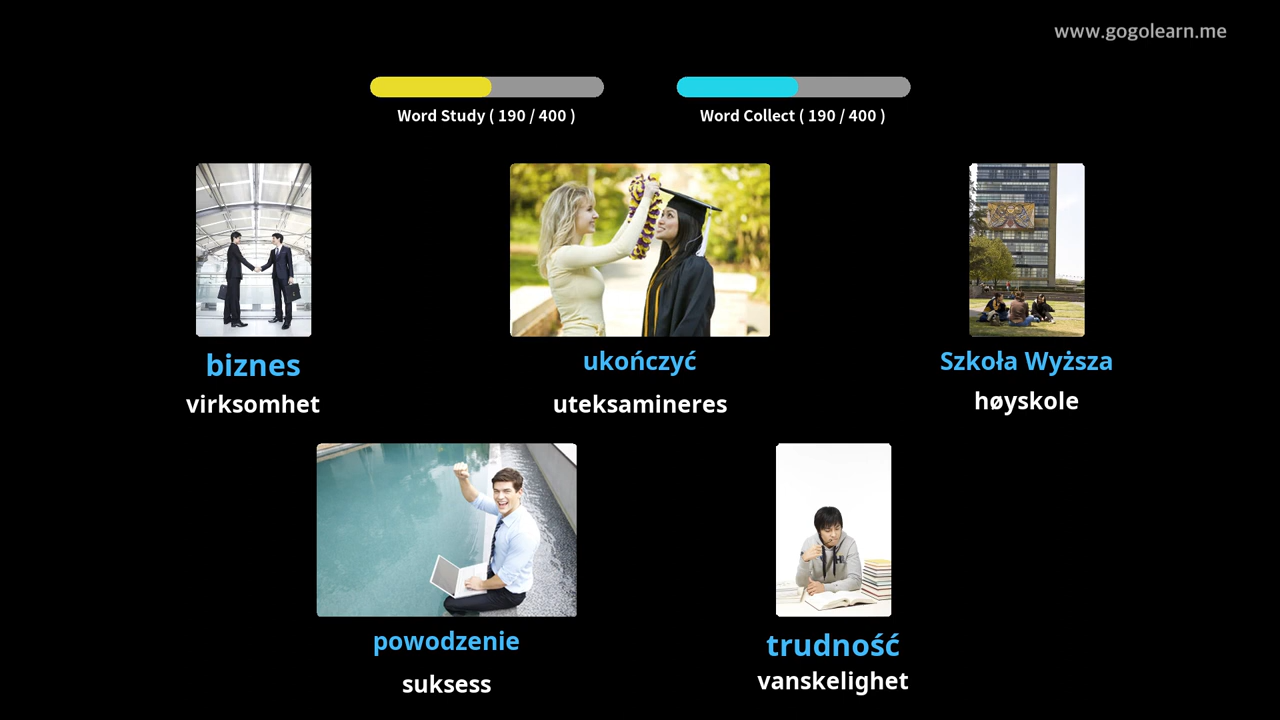 www.gogolearn.me
Word Study ( 190 / 400 )
Word Collect ( 190 / 400 )
biznes
virksomhet
ukończyć
uteksamineres
Szkoła Wyższa
høyskole
powodzenie
suksess
trudność
vanskelighet